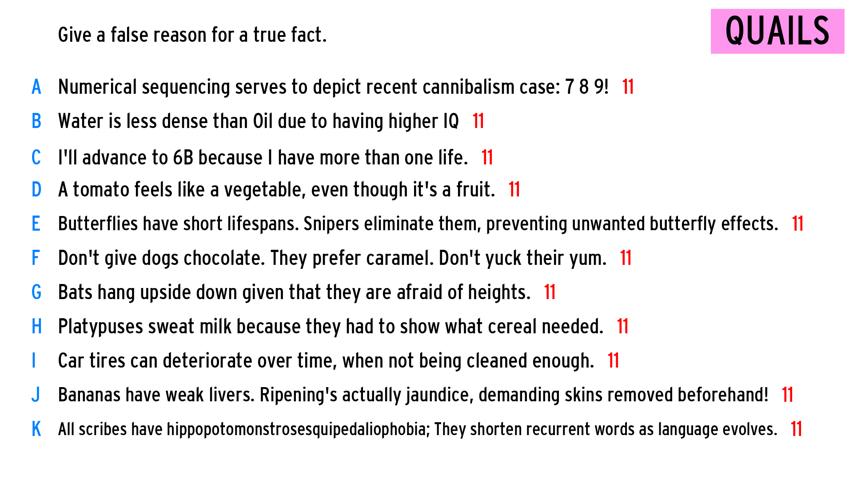 Give a false reason for a true fact.
QUAILS
A Numerical sequencing serves to depict recent cannibalism case: 7 8 9! 11
B Water is less dense than Oil due to having higher IQ 11
C I'll advance to 6B because I have more than one life. 11
D A tomato feels like a vegetable, even though it's a fruit. 11
E Butterflies have short lifespans. Snipers eliminate them, preventing unwanted butterfly effects. 11
F Don't give dogs chocolate. They prefer caramel. Don't yuck their yum. 11
G Bats hang upside down given that they are afraid of heights. 11
H Platypuses sweat milk because they had to show what cereal needed. 11
I Car tires can deteriorate over time, when not being cleaned enough. 11
J Bananas have weak livers. Ripening's actually jaundice, demanding skins removed beforehand! 11
K All scribes have hippopotomonstrosesquipedaliophobia; They shorten recurrent words as language evolves. 11